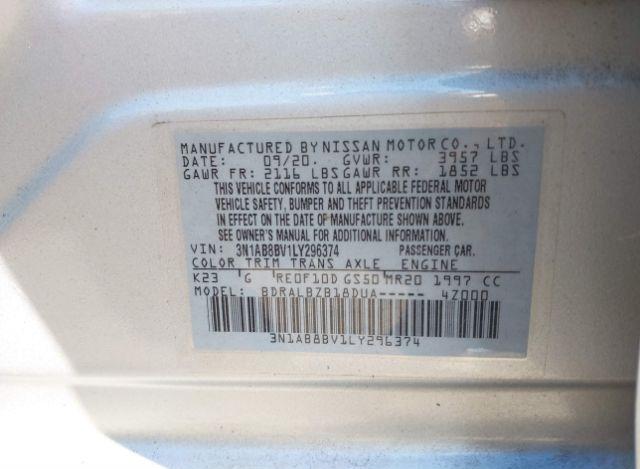 MANUFACTURED BY NISSAN MOTOR CO., LTD.
DATE: 09/20. GVWR: 3957 LBS
GAWR FR: 2116 LBS GAWR RR: 1852 LBS
THIS VEHICLE CONFORMS TO ALL APPLICABLE FEDERAL MOTOR
VEHICLE SAFETY, BUMPER AND THEFT PREVENTION STANDARDS
IN EFFECT ON THE DATE OF MANUFACTURE SHOWN ABOVE.
SEE OWNER'S MANUAL FOR ADDITIONAL INFORMATION.
VIN: 3N1AB8BV1LY296374 PASSENGER CAR.
COLOR TRIM TRANS AXLE ENGINE
K23 G RE0F10D GS50 MR20 1997 CC
MODEL: BDRALBZB18DUA----- 4Z000
3N1AB8BV1LY296374